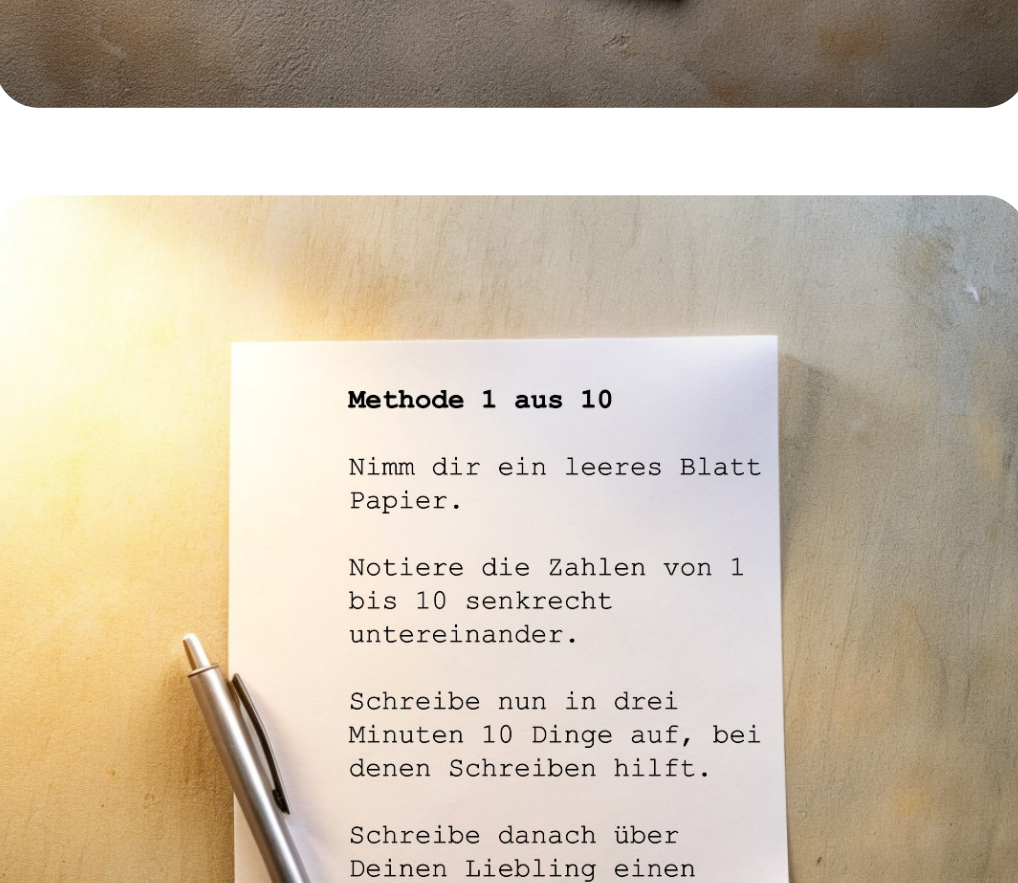 Methode 1 aus 10
Nimm dir ein leeres Blatt
Papier.
Notiere die Zahlen von 1
bis 10 senkrecht
untereinander.
Schreibe nun in drei
Minuten 10 Dinge auf, bei
denen Schreiben hilft.
Schreibe danach über
Deinen Liebling einen